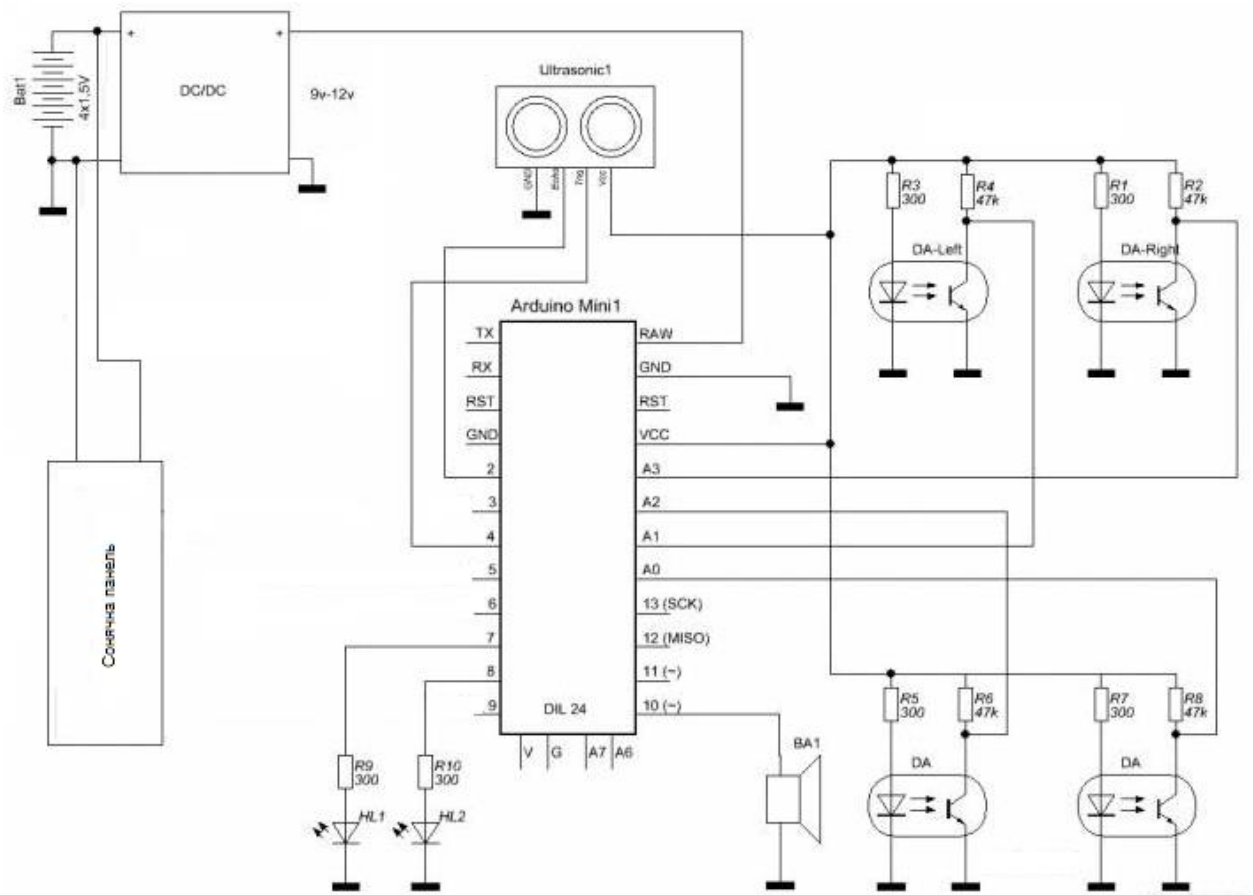 Bat1
4x1,5V
+
+
DC/DC
9v-12v
Ultrasonic1
GND
Echo
Trig
Vcc
R3
300
R4
47k
R1
300
R2
47k
DA-Left
DA-Right
Arduino Mini1
TX
RX
RST
GND
2
3
4
5
6
7
8
9
RAW
GND
RST
VCC
A3
A2
A1
A0
13 (SCK)
12 (MISO)
11 (~)
10 (~)
DIL 24
V
G
A7
A6
Сонячна панель
R9
300
R10
300
HL1
HL2
BA1
R5
300
R6
47k
R7
300
R8
47k
DA
DA